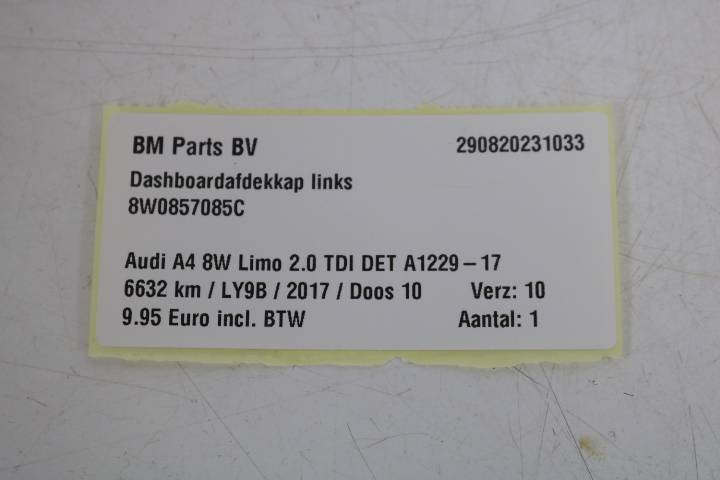 BM Parts BV 290820231033
Dashboardafdekkap links
8W0857085C
Audi A4 8W Limo 2.0 TDI DET A1229 – 17
6632 km / LY9B / 2017 / Doos 10 Verz: 10
9.95 Euro incl. BTW Aantal: 1